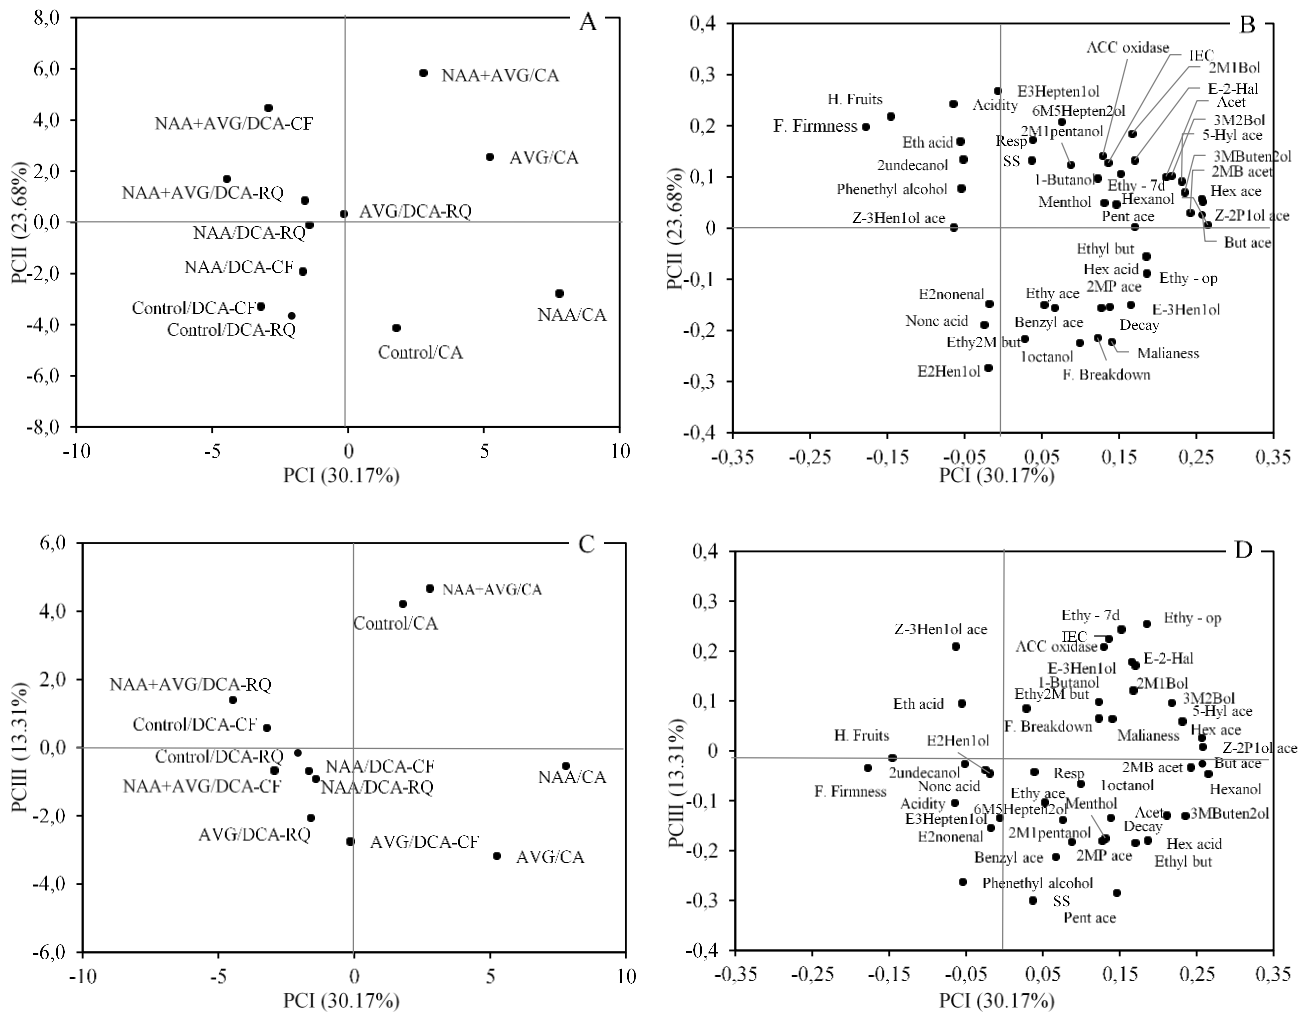 A
8,0
6,0
4,0
2,0
0,0
-2,0
-4,0
-6,0
-8,0
PCII (23.68%)
NAA+AVG/CA
NAA+AVG/DCA-CF
AVG/CA
NAA+AVG/DCA-RQ
AVG/DCA-RQ
NAA/DCA-RQ
NAA/DCA-CF
Control/DCA-CF
Control/DCA-RQ
NAA/CA
Control/CA
-10
-5
0
5
10
PCI (30.17%)
B
0,4
0,3
0,2
0,1
0
-0,1
-0,2
-0,3
-0,4
PCII (23.68%)
ACC oxidase
IEC
2M1Bol
E-2-Hal
Acet
3M2Bol
5-Hyl ace
3MButen2ol
2MB acet
Hex ace
Z-2P1ol ace
But ace
H. Fruits
F. Firmness
Acidity
E3Hepten1ol
6M5Hepten2ol
2M1pentanol
Eth acid
Resp
2undecanol
SS
1-Butanol
Ethy - 7d
Phenethyl alcohol
Menthol
Hexanol
Z-3Hen1ol ace
Pent ace
Ethyl but
Hex acid
Ethy - op
2MP ace
E2nonenal
Ethy ace
E-3Hen1ol
Nonc acid
Benzyl ace
Decay
Ethy2M but
1octanol
Malianess
E2Hen1ol
F. Breakdown
-0,35
-0,25
-0,15
-0,05
0,05
0,15
0,25
0,35
PCI (30.17%)
C
6,0
4,0
2,0
0,0
-2,0
-4,0
-6,0
PCIII (13.31%)
NAA+AVG/CA
Control/CA
NAA+AVG/DCA-RQ
Control/DCA-CF
Control/DCA-RQ
NAA/DCA-CF
NAA+AVG/DCA-CF
NAA/DCA-RQ
NAA/CA
AVG/DCA-RQ
AVG/DCA-CF
AVG/CA
-10
-5
0
5
10
PCI (30.17%)
D
0,4
0,3
0,2
0,1
0
-0,1
-0,2
-0,3
-0,4
PCIII (13.31%)
Ethy - 7d
Ethy - op
Z-3Hen1ol ace
IEC
ACC oxidase
E-2-Hal
E-3Hen1ol
1-Butanol
2M1Bol
Ethy2M but
3M2Bol
Eth acid
5-Hyl ace
F. Breakdown
Malianess
Hex ace
H. Fruits
E2Hen1ol
Z-2P1ol ace
But ace
2undecanol
Resp
2MB acet
F. Firmness
Nonc acid
1octanol
Hexanol
Ethy ace
Acidity
6M5Hepten2ol
Menthol
Acet
3MButen2ol
E3Hepten1ol
Decay
E2nonenal
2M1pentanol
Hex acid
Benzyl ace
2MP ace
Ethyl but
Phenethyl alcohol
SS
Pent ace
-0,35
-0,25
-0,15
-0,05
0,05
0,15
0,25
0,35
PCI (30.17%)